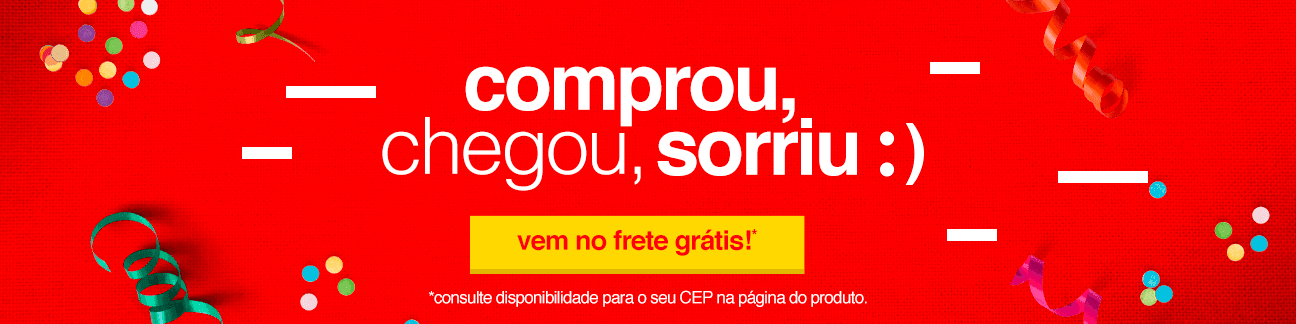 comprou,
chegou, sorriu :)
vem no frete grátis!*
*consulte disponibilidade para o seu CEP na página do produto.